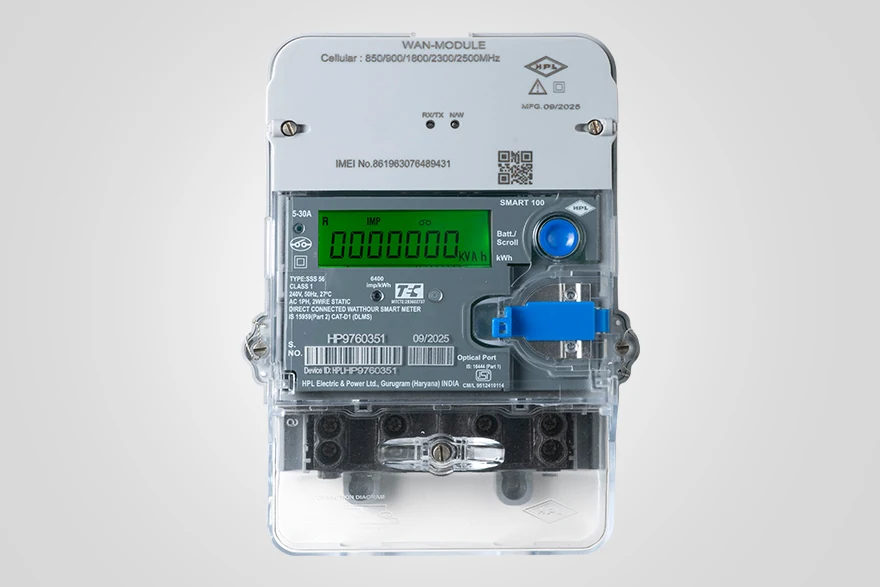 WAN-MODULE
Cellular : 850/900/1800/2300/2500MHz
HPL
MFG. 09/2025
RX/TX N/W
IMEI No.861963076489431
SMART 100
HPL
5-30A
R IMP
0000000 kVAh
Batt./
Scroll
kWh
6400
imp/kWh
TEC
TYPE:SSS 56
CLASS 1
240V, 50Hz, 27°C
AC 1PH, 2WIRE STATIC
DIRECT CONNECTED WATTHOUR SMART METER
IS 15959(Part 2) CAT-D1 (DLMS)
S.
NO.
HP9760351 09/2025
Device ID: HPLHP9760351
Optical Port
IS: 16444 (Part 1)
HPL Electric & Power Ltd., Gurugram (Haryana) INDIA
HPL